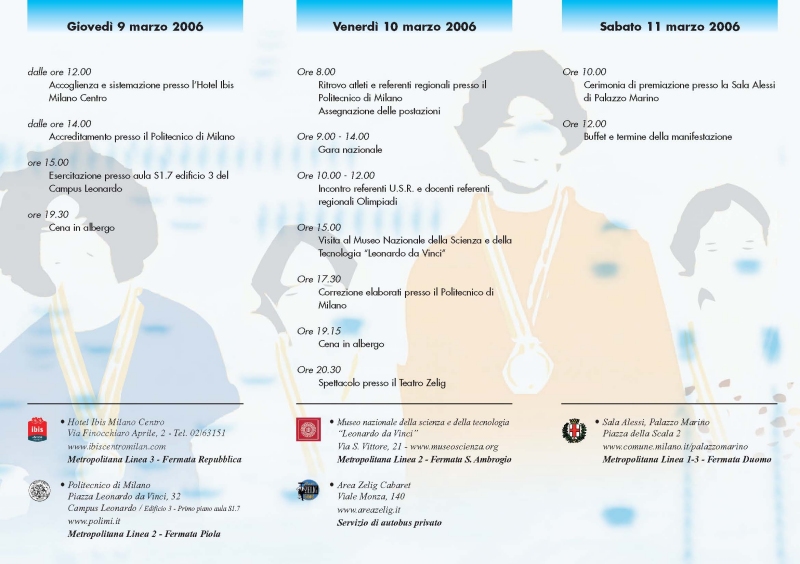 Giovedì 9 marzo 2006
dalle ore 12.00
Accoglienza e sistemazione presso l'Hotel Ibis
Milano Centro
dalle ore 14.00
Accreditamento presso il Politecnico di Milano
ore 15.00
Esercitazione presso aula S1.7 edificio 3 del
Campus Leonardo
ore 19.30
Cena in albergo
Venerdì 10 marzo 2006
Ore 8.00
Ritrovo atleti e referenti regionali presso il
Politecnico di Milano
Assegnazione delle postazioni
Ore 9.00 - 14.00
Gara nazionale
Ore 10.00 - 12.00
Incontro referenti U.S.R. e docenti referenti
regionali Olimpiadi
Ore 15.00
Visita al Museo Nazionale della Scienza e della
Tecnologia "Leonardo da Vinci"
Ore 17.30
Correzione elaborati presso il Politecnico di
Milano
Ore 19.15
Cena in albergo
Ore 20.30
Spettacolo presso il Teatro Zelig
Sabato 11 marzo 2006
Ore 10.00
Cerimonia di premiazione presso la Sala Alessi
di Palazzo Marino
Ore 12.00
Buffet e termine della manifestazione
ibis
• Hotel Ibis Milano Centro
Via Finocchiaro Aprile, 2 - Tel. 02/63151
www.ibiscentromilan.com
Metropolitana Linea 3 - Fermata Repubblica
• Politecnico di Milano
Piazza Leonardo da Vinci, 32
Campus Leonardo / Edificio 3 - Primo piano aula S1.7
www.polimi.it
Metropolitana Linea 2 - Fermata Piola
• Museo nazionale della scienza e della tecnologia
"Leonardo da Vinci"
Via S. Vittore, 21 - www.museoscienza.org
Metropolitana Linea 2 - Fermata S. Ambrogio
ZELIG
• Area Zelig Cabaret
Viale Monza, 140
www.areazelig.it
Servizio di autobus privato
• Sala Alessi, Palazzo Marino
Piazza della Scala 2
www.comune.milano.it/palazzomarino
Metropolitana Linea 1-3 - Fermata Duomo